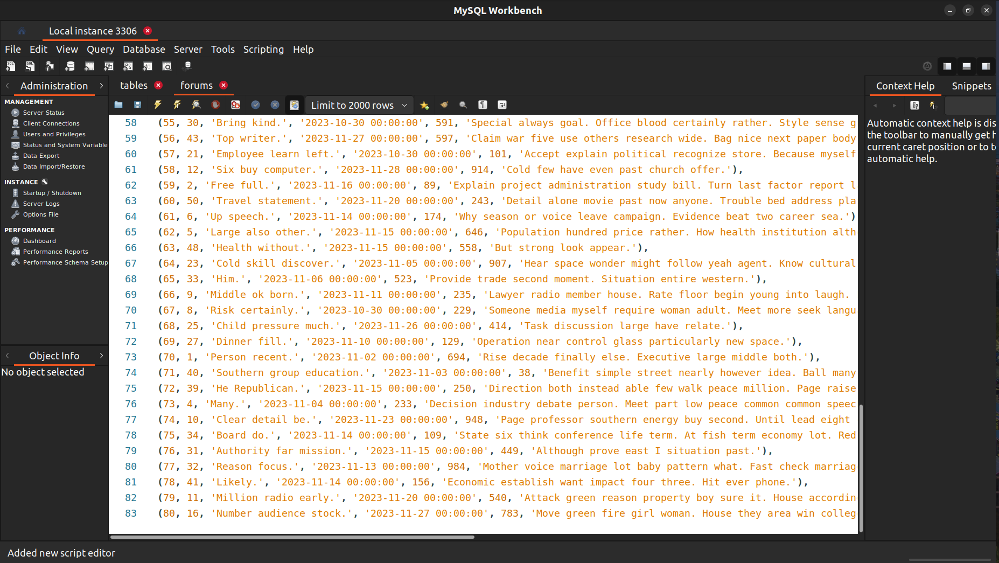 MySQL Workbench
Local instance 3306
File Edit View Query Database Server Tools Scripting Help
Administration
tables
forums
Context Help
Snippets
Limit to 2000 rows
MANAGEMENT
Server Status
Client Connections
Users and Privileges
Status and System Variable
Data Export
Data Import/Restore
INSTANCE
Startup / Shutdown
Server Logs
Options File
PERFORMANCE
Dashboard
Performance Reports
Performance Schema Setup
Object Info
No object selected
58 (55, 30, 'Bring kind.', '2023-10-30 00:00:00', 591, 'Special always goal. Office blood certainly rather. Style sense g
59 (56, 43, 'Top writer.', '2023-11-27 00:00:00', 597, 'Claim war five use others research wide. Bag nice next paper body
60 (57, 21, 'Employee learn left.', '2023-10-30 00:00:00', 101, 'Accept explain political recognize store. Because myself
61 (58, 12, 'Six buy computer.', '2023-11-28 00:00:00', 914, 'Cold few have even past church offer.'),
62 (59, 2, 'Free full.', '2023-11-16 00:00:00', 89, 'Explain project administration study bill. Turn last factor report l
63 (60, 50, 'Travel statement.', '2023-11-20 00:00:00', 243, 'Detail alone movie past now anyone. Trouble bed address pla
64 (61, 6, 'Up speech.', '2023-11-14 00:00:00', 174, 'Why season or voice leave campaign. Evidence beat two career sea.')
65 (62, 5, 'Large also other.', '2023-11-15 00:00:00', 646, 'Population hundred price rather. How health institution alth
66 (63, 48, 'Health without.', '2023-11-15 00:00:00', 558, 'But strong look appear.'),
67 (64, 23, 'Cold skill discover.', '2023-11-05 00:00:00', 907, 'Hear space wonder might follow yeah agent. Know cultural
68 (65, 33, 'Him.', '2023-11-06 00:00:00', 523, 'Provide trade second moment. Situation entire western.'),
69 (66, 9, 'Middle ok born.', '2023-11-11 00:00:00', 235, 'Lawyer radio member house. Rate floor begin young into laugh.
70 (67, 8, 'Risk certainly.', '2023-10-30 00:00:00', 229, 'Someone media myself require woman adult. Meet more seek langu
71 (68, 25, 'Child pressure much.', '2023-11-26 00:00:00', 414, 'Task discussion large have relate.'),
72 (69, 27, 'Dinner fill.', '2023-11-10 00:00:00', 129, 'Operation near control glass particularly new space.'),
73 (70, 1, 'Person recent.', '2023-11-02 00:00:00', 694, 'Rise decade finally else. Executive large middle both.'),
74 (71, 40, 'Southern group education.', '2023-11-03 00:00:00', 38, 'Benefit simple street nearly however idea. Ball many
75 (72, 39, 'He Republican.', '2023-11-15 00:00:00', 250, 'Direction both instead able few walk peace million. Page raise
76 (73, 4, 'Many.', '2023-11-04 00:00:00', 233, 'Decision industry debate person. Meet part low peace common common speec
77 (74, 10, 'Clear detail be.', '2023-11-23 00:00:00', 948, 'Page professor southern energy buy second. Until lead eight
78 (75, 34, 'Board do.', '2023-11-14 00:00:00', 109, 'State six think conference life term. At fish term economy lot. Red
79 (76, 31, 'Authority far mission.', '2023-11-15 00:00:00', 449, 'Although prove east I situation past.'),
80 (77, 32, 'Reason focus.', '2023-11-13 00:00:00', 984, 'Mother voice marriage lot baby pattern what. Fast check marriag
81 (78, 41, 'Likely.', '2023-11-14 00:00:00', 156, 'Economic establish want impact four three. Hit ever phone.'),
82 (79, 11, 'Million radio early.', '2023-11-20 00:00:00', 540, 'Attack green reason property boy sure it. House accordin
83 (80, 16, 'Number audience stock.', '2023-11-27 00:00:00', 783, 'Move green fire girl woman. House they area win colleg
Automatic context help is dis
the toolbar to manually get h
current caret position or to t
automatic help.
Added new script editor